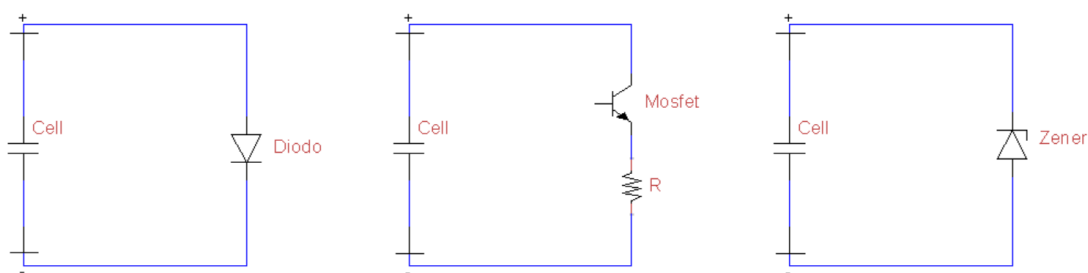 +
Cell
Diodo
-
+
Cell
Mosfet
R
-
+
Cell
Zener
-